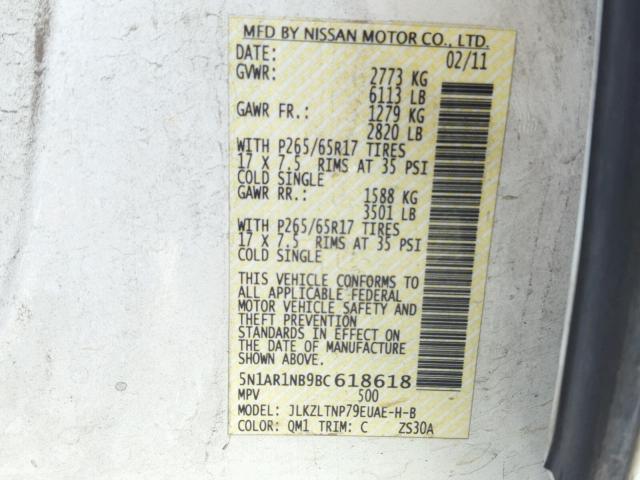 MFD BY NISSAN MOTOR CO., LTD.
DATE: 02/11
GVWR: 2773 KG
6113 LB
GAWR FR.: 1279 KG
2820 LB
WITH P265/65R17 TIRES
17 X 7.5 RIMS AT 35 PSI
COLD SINGLE
GAWR RR.: 1588 KG
3501 LB
WITH P265/65R17 TIRES
17 X 7.5 RIMS AT 35 PSI
COLD SINGLE
THIS VEHICLE CONFORMS TO
ALL APPLICABLE FEDERAL
MOTOR VEHICLE SAFETY AND
THEFT PREVENTION
STANDARDS IN EFFECT ON
THE DATE OF MANUFACTURE
SHOWN ABOVE.
5N1AR1NB9BC618618
MPV 500
MODEL: JLKZLTNP79EUAE-H-B
COLOR: QM1 TRIM: C ZS30A